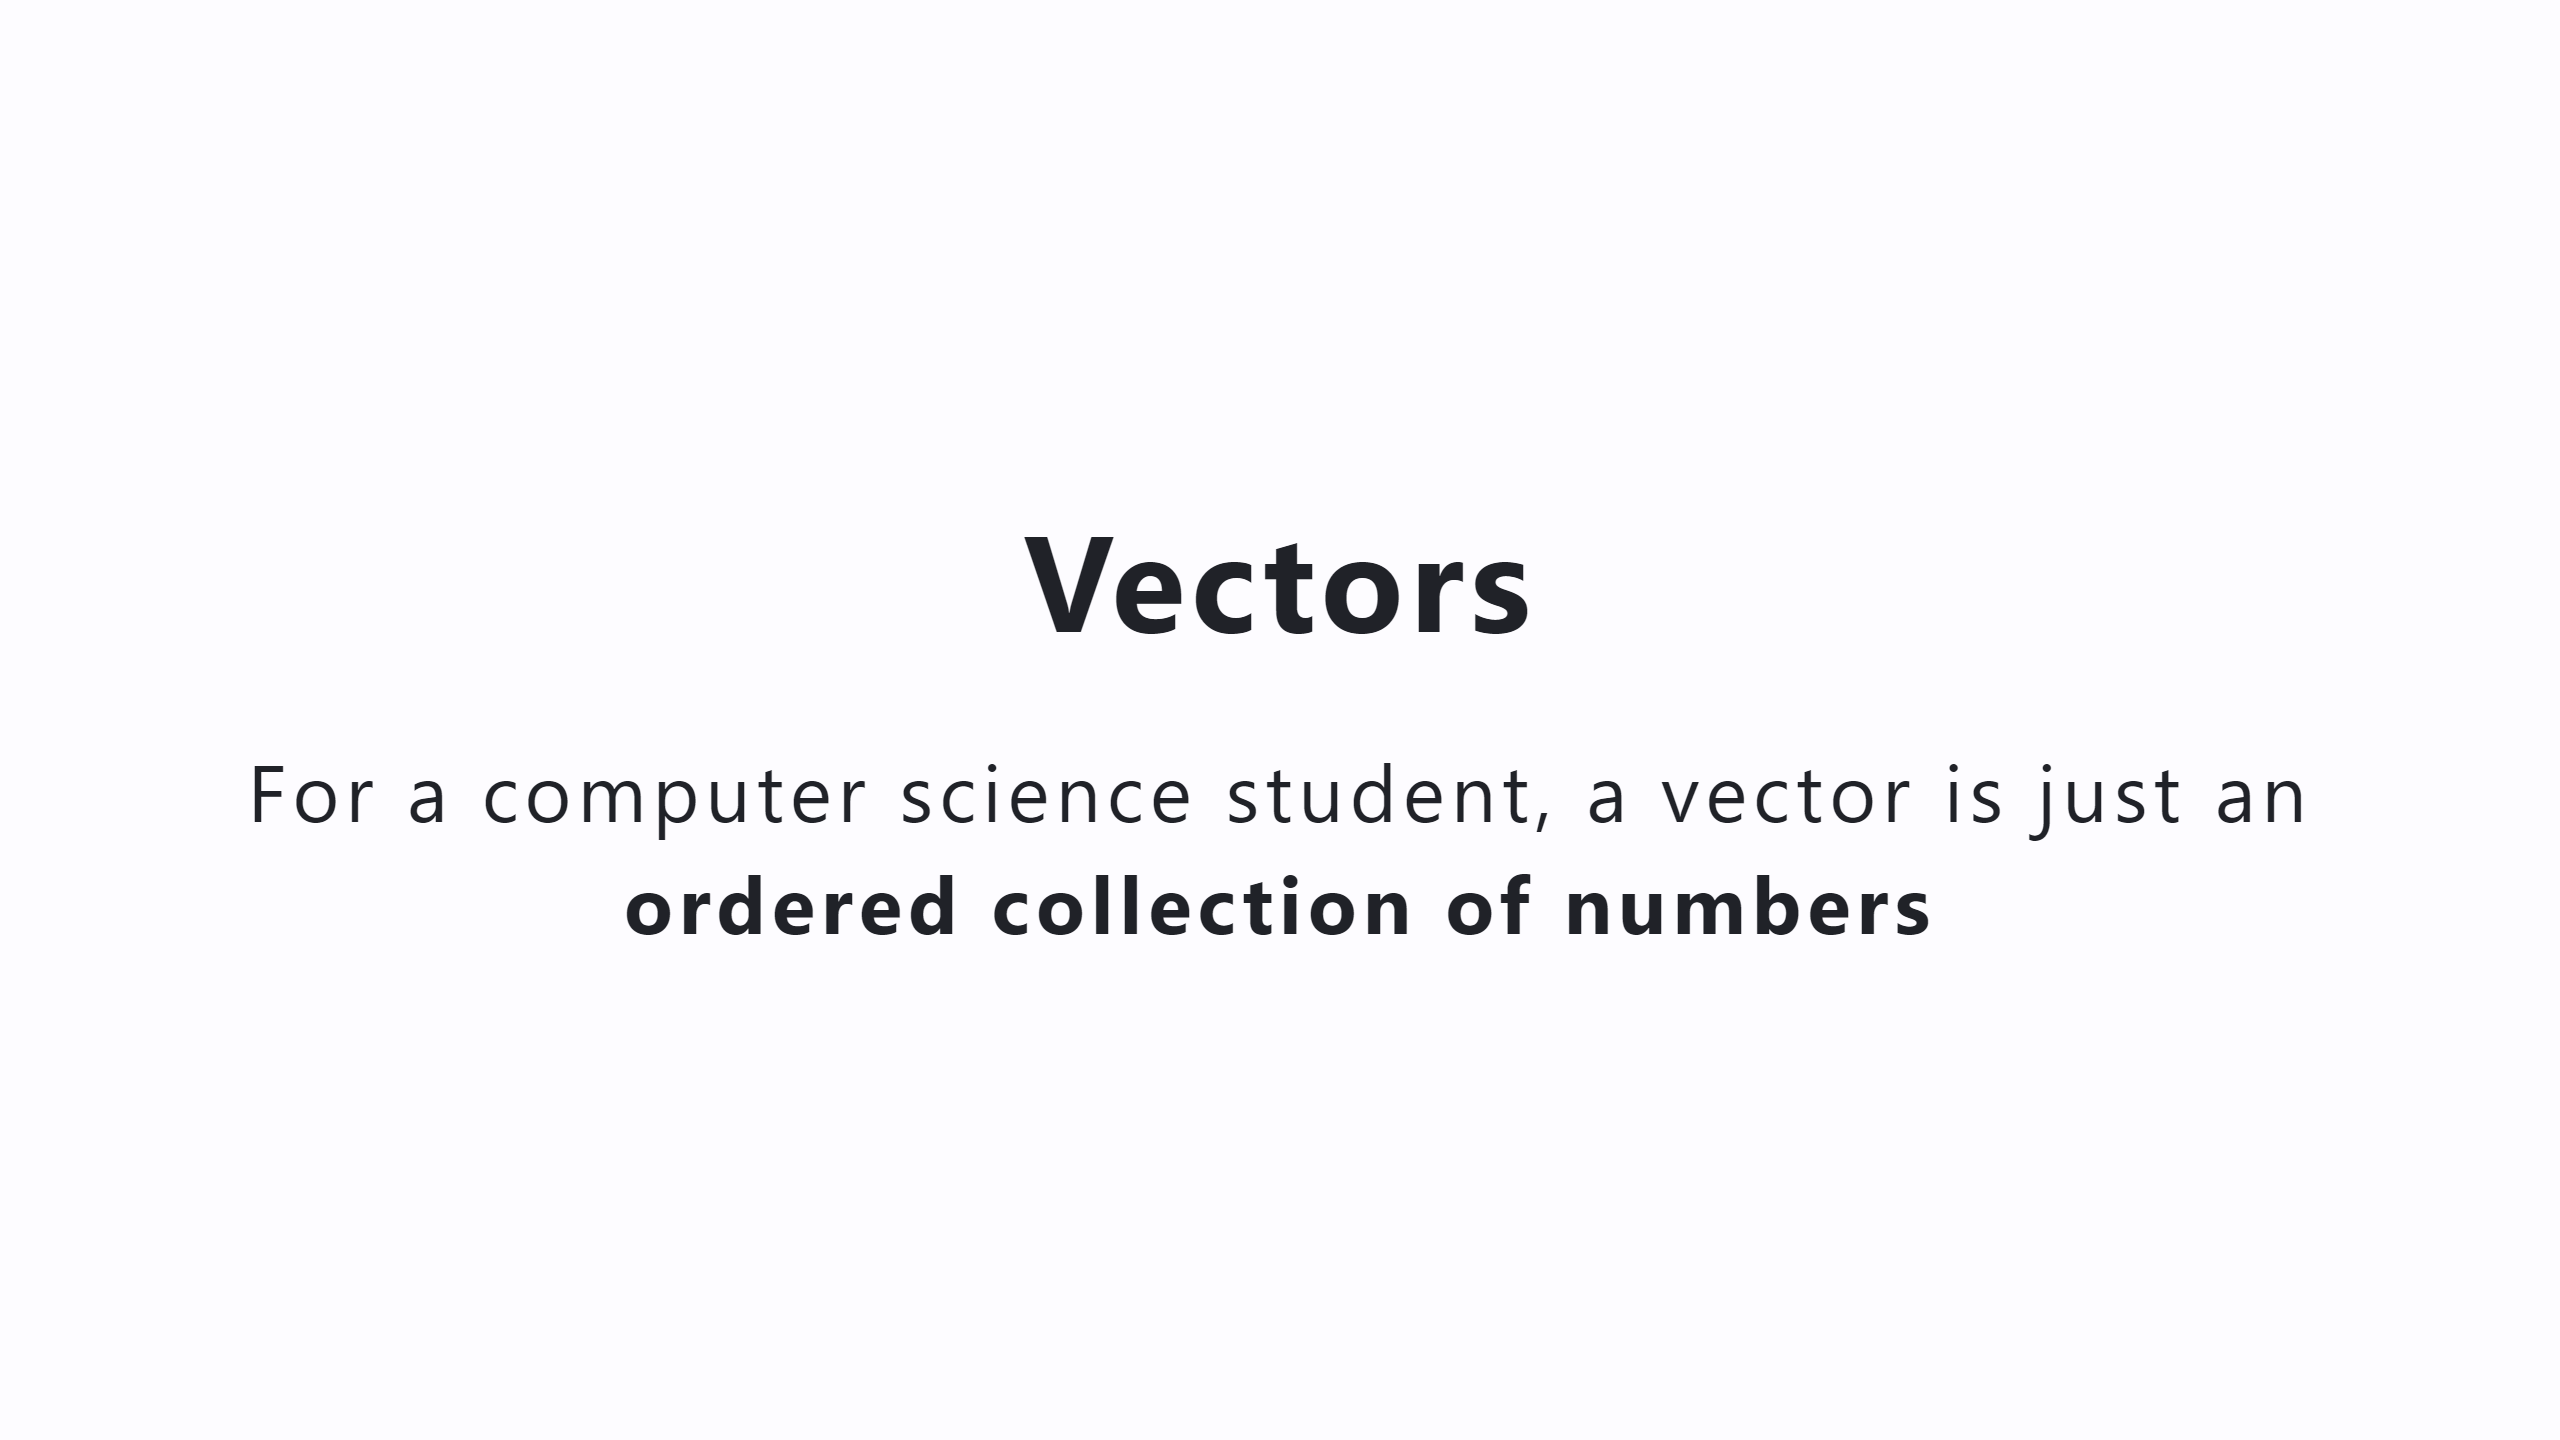 Vectors
For a computer science student, a vector is just an
ordered collection of numbers